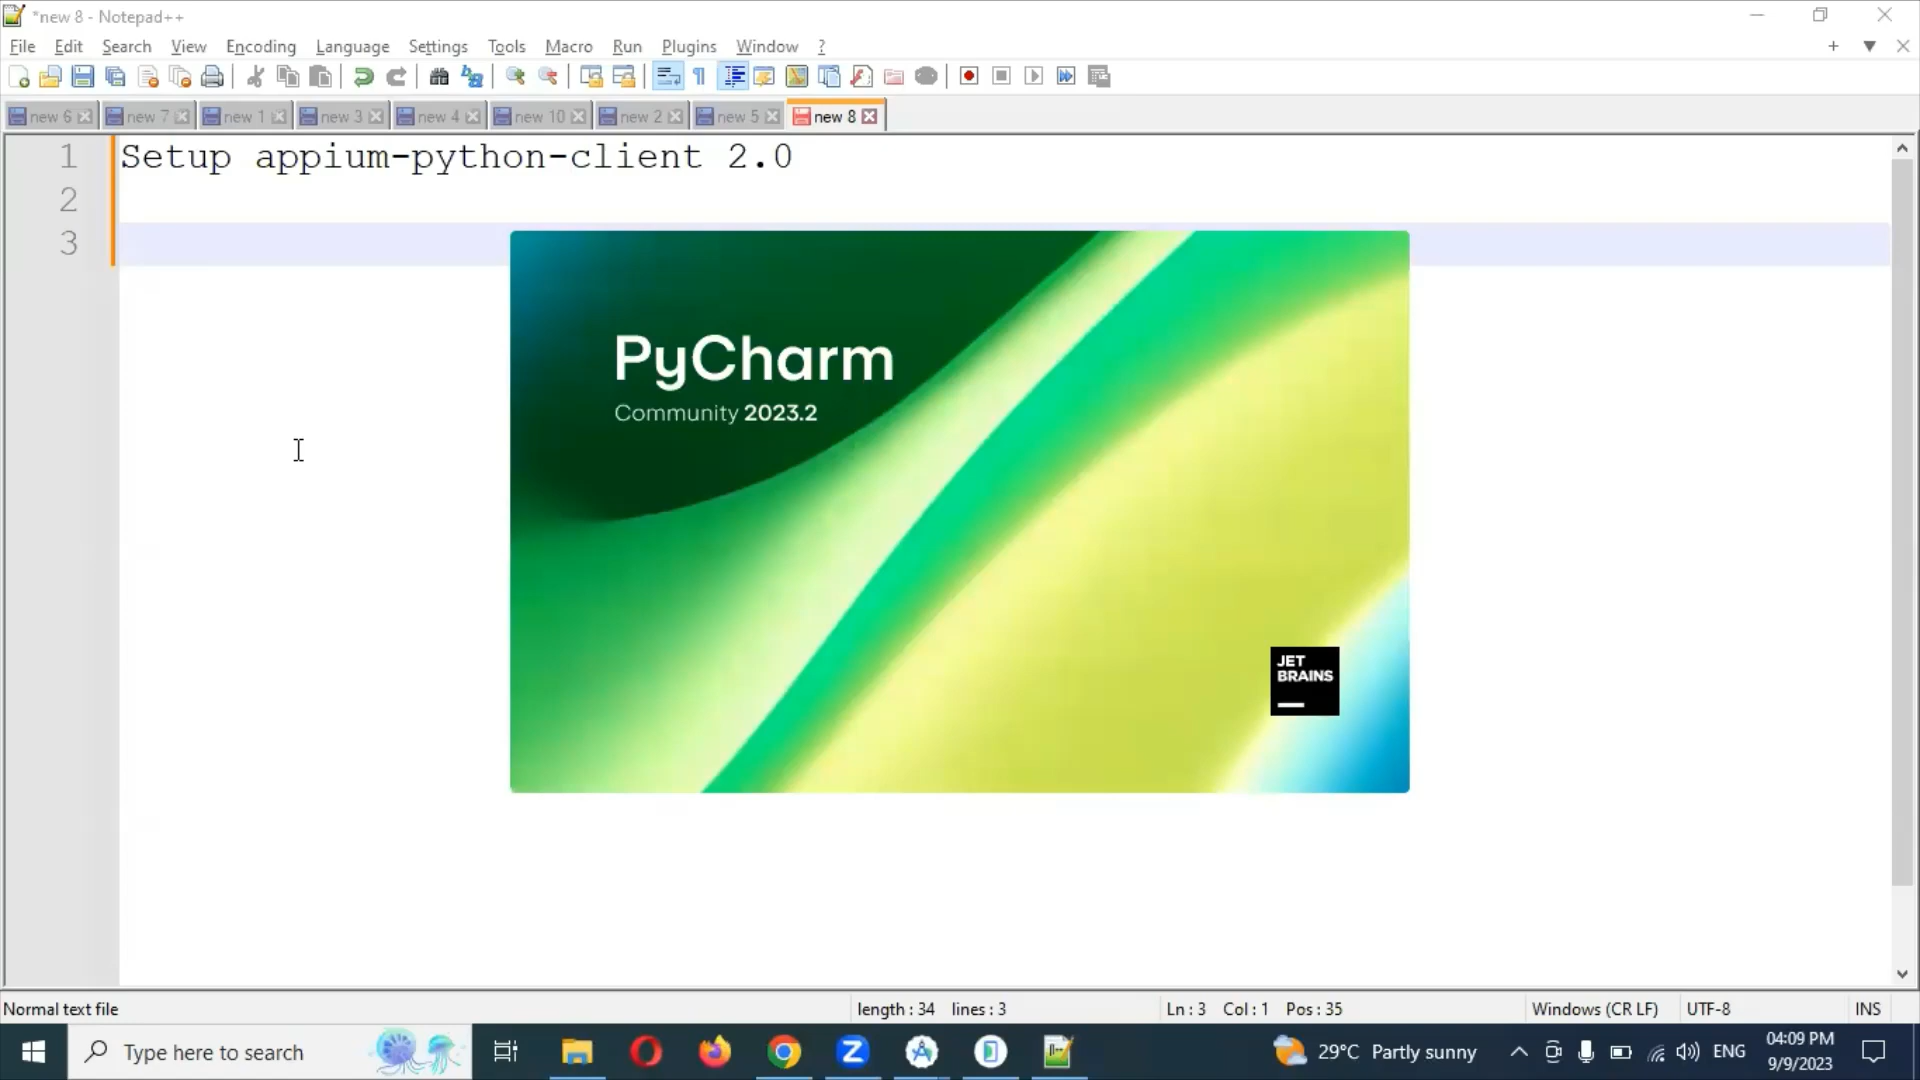 *new 8 - Notepad++
File Edit Search View Encoding Language Settings Tools Macro Run Plugins Window ?
new 6 new 7 new 1 new 3 new 4 new 10 new 2 new 5 new 8
1 Setup appium-python-client 2.0
2
3
PyCharm
Community 2023.2
JET
BRAINS
Normal text file length : 34 lines : 3 Ln : 3 Col : 1 Pos : 35 Windows (CR LF) UTF-8 INS
Type here to search
29°C Partly sunny
ENG
04:09 PM
9/9/2023